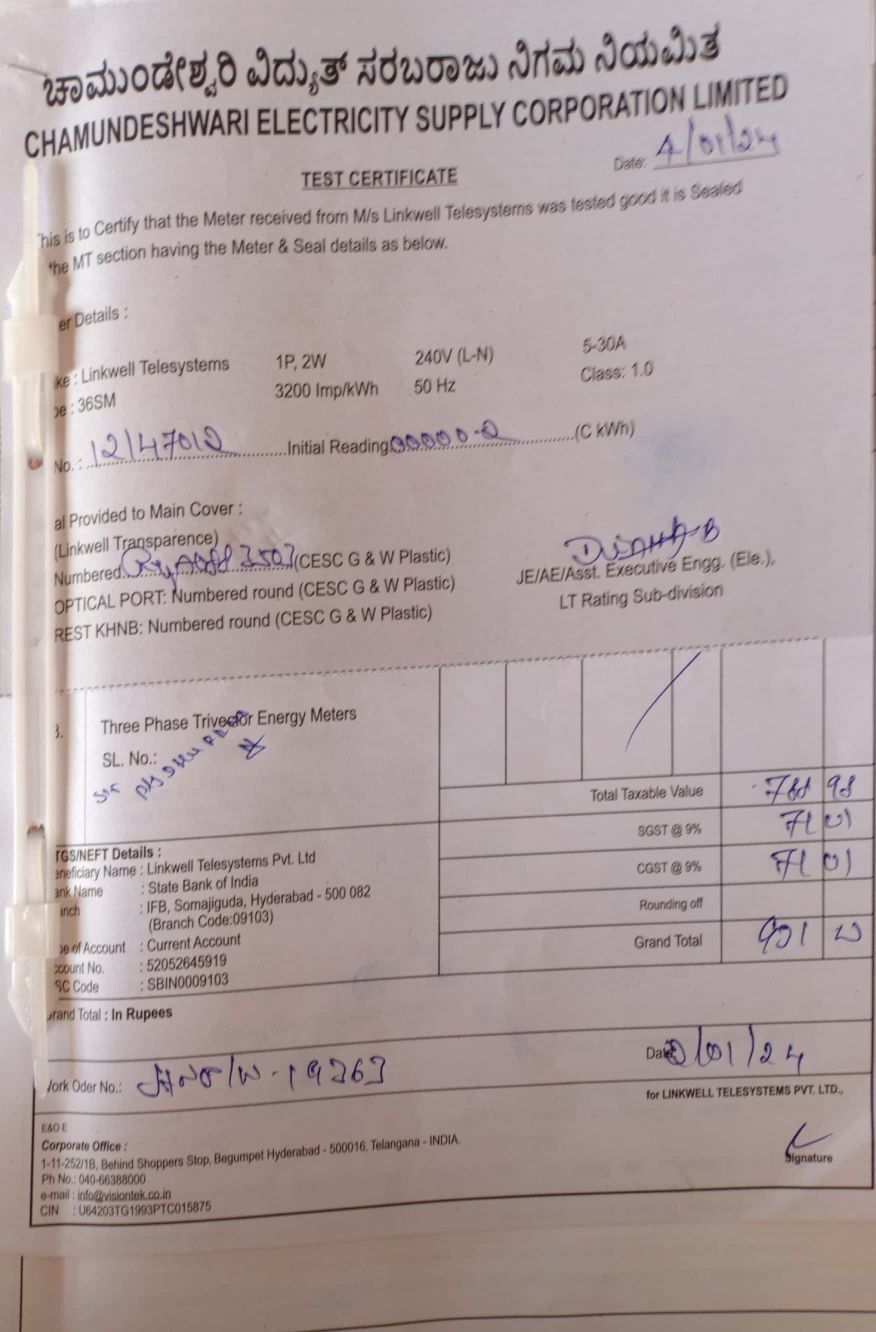 ಚಾಮುಂಡೇಶ್ವರಿ ವಿದ್ಯುತ್ ಸರಬರಾಜು ನಿಗಮ ನಿಯಮಿತ
CHAMUNDESHWARI ELECTRICITY SUPPLY CORPORATION LIMITED
Date: 4/01/24
TEST CERTIFICATE
This is to Certify that the Meter received from M/s Linkwell Telesystems was tested good it is Sealed
the MT section having the Meter & Seal details as below.
er Details :
ke : Linkwell Telesystems 1P, 2W 240V (L-N) 5-30A
pe : 36SM 3200 Imp/kWh 50 Hz Class: 1.0
No. : 12147012 Initial Reading 00000-0 (C kWh)
al Provided to Main Cover :
(Linkwell Transparence)
Numbered (CESC G & W Plastic)
OPTICAL PORT: Numbered round (CESC G & W Plastic)
REST KHNB: Numbered round (CESC G & W Plastic)
JE/AE/Asst. Executive Engg. (Ele.),
LT Rating Sub-division
3. Three Phase Trivector Energy Meters
SL. No.:
Total Taxable Value 788 98
SGST @ 9% 71 01
CGST @ 9% 71 01
Rounding off
Grand Total 931
TGS/NEFT Details :
eneficiary Name : Linkwell Telesystems Pvt. Ltd
ank Name : State Bank of India
anch : IFB, Somajiguda, Hyderabad - 500 082
(Branch Code:09103)
pe of Account : Current Account
ccount No. : 52052645919
SC Code : SBIN0009103
Grand Total : In Rupees
Work Oder No.: 19363
Date /01/24
for LINKWELL TELESYSTEMS PVT. LTD.,
Signature
E&O E
Corporate Office :
1-11-252/1B, Behind Shoppers Stop, Begumpet Hyderabad - 500016, Telangana - INDIA.
Ph No.: 040-66388000
e-mail : info@visiontek.co.in
CIN : U64203TG1993PTC015875